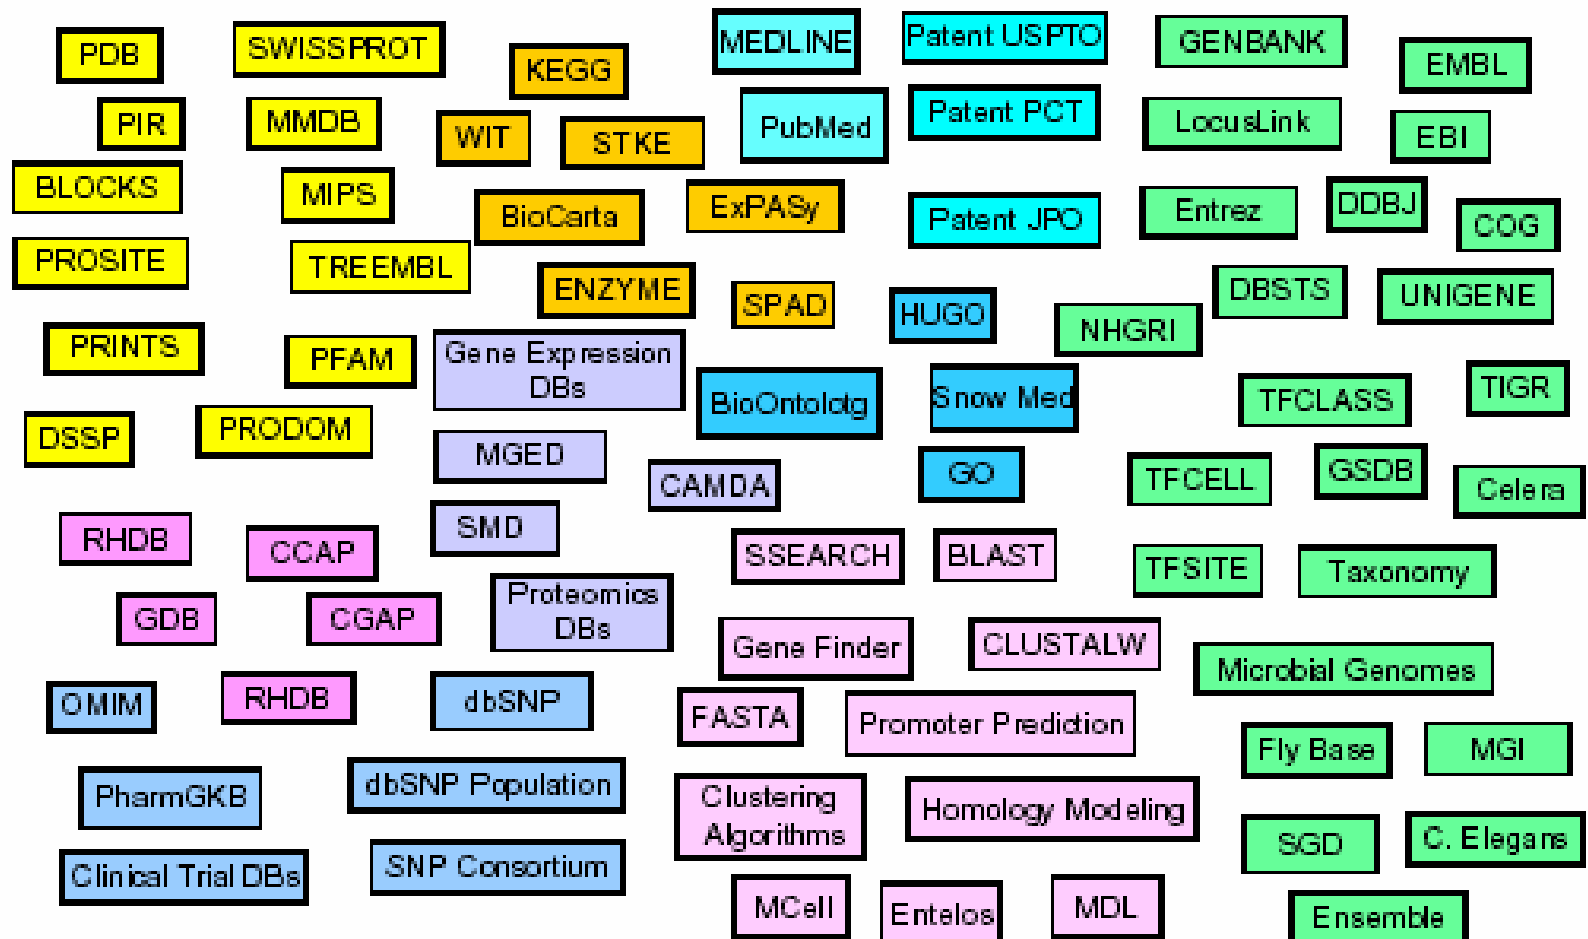 PDB
SWISSPROT
KEGG
MEDLINE
Patent USPTO
GENBANK
EMBL
PIR
MMDB
WIT
STKE
PubMed
Patent PCT
LocusLink
EBI
BLOCKS
MIPS
BioCarta
ExPASy
Patent JPO
Entrez
DDBJ
COG
PROSITE
TREEMBL
ENZYME
SPAD
HUGO
NHGRI
DBSTS
UNIGENE
PRINTS
PFAM
Gene Expression
DBs
BioOntolotg
Snow Med
TFCLASS
TIGR
DSSP
PRODOM
MGED
CAMDA
GO
TFCELL
GSDB
Celera
RHDB
CCAP
SMD
SSEARCH
BLAST
TFSITE
Taxonomy
GDB
CGAP
Proteomics
DBs
Gene Finder
CLUSTALW
Microbial Genomes
OMIM
RHDB
dbSNP
FASTA
Promoter Prediction
Fly Base
MGI
PharmGKB
dbSNP Population
Clustering
Algorithms
Homology Modeling
SGD
C. Elegans
Clinical Trial DBs
SNP Consortium
MCell
Entelos
MDL
Ensemble